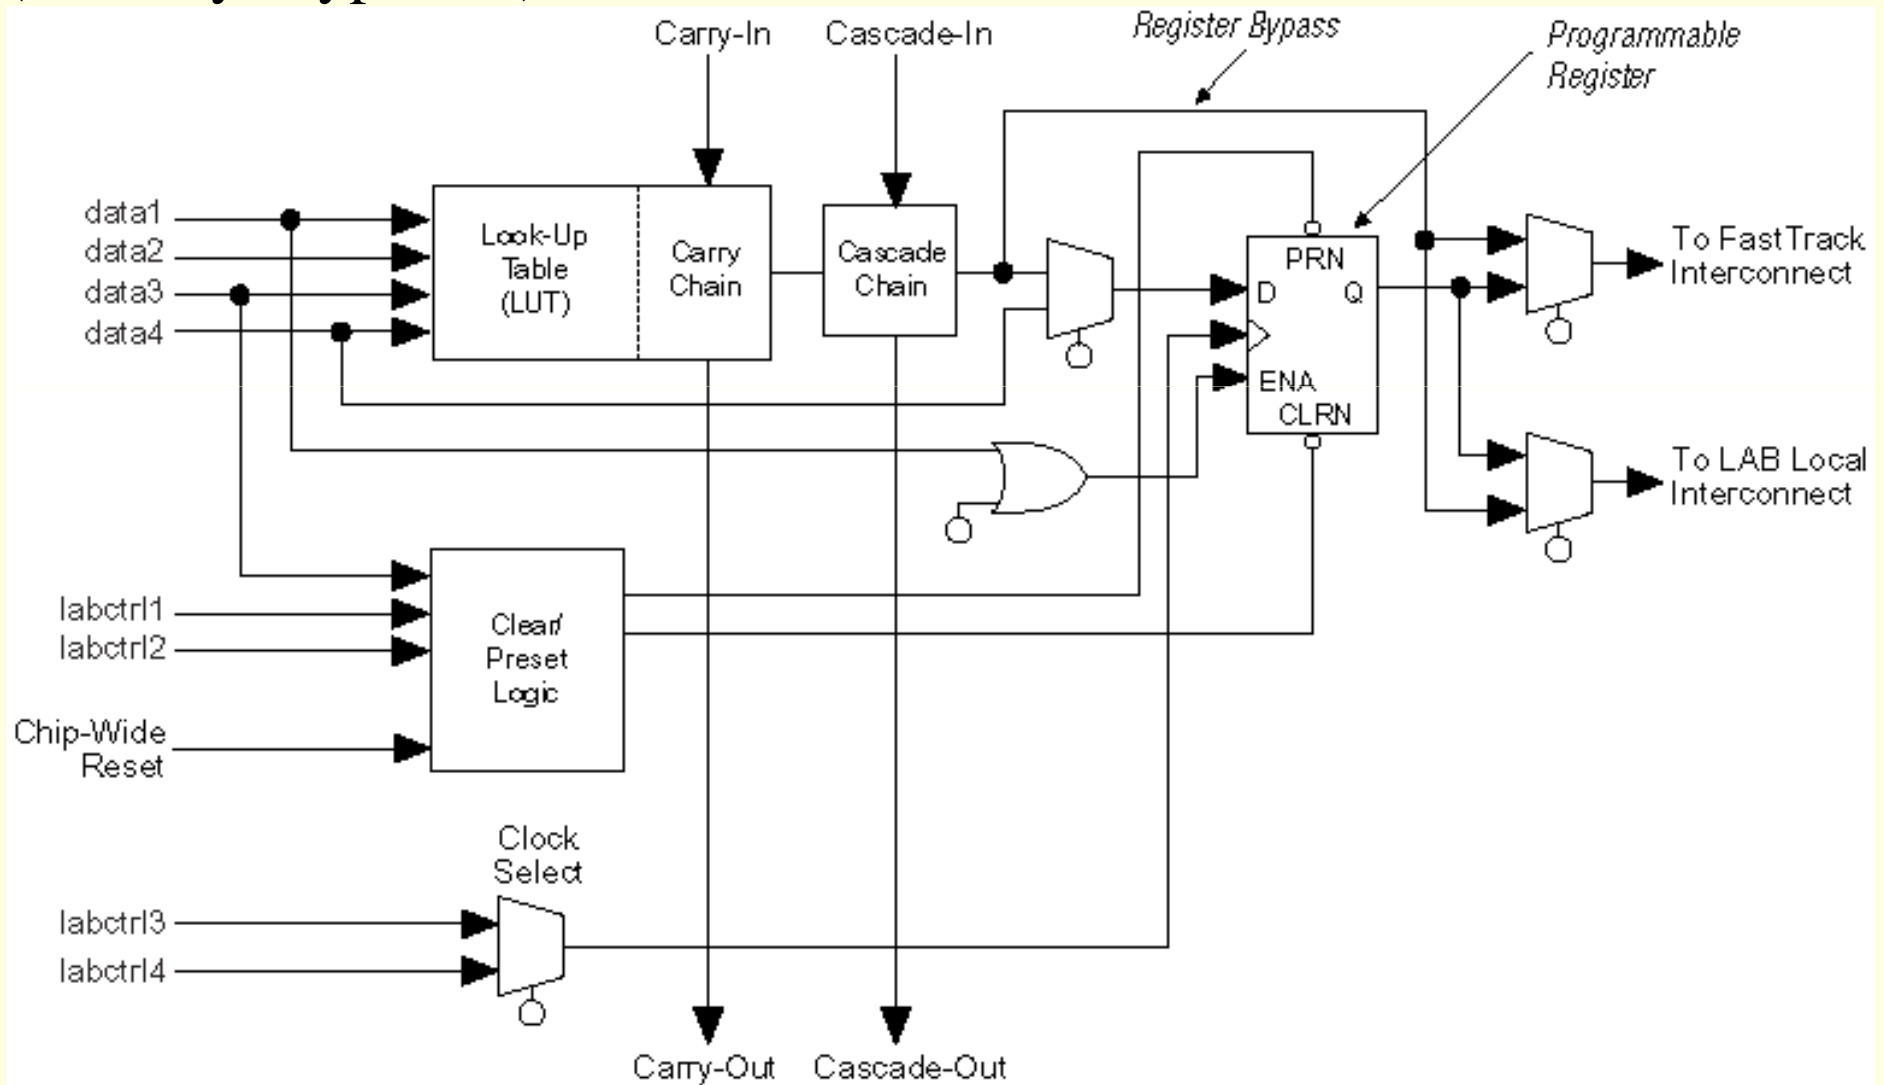 Carry-In
Cascade-In
Register Bypass
Programmable
Register
data1
data2
data3
data4
Look-Up
Table
(LUT)
Carry
Chain
Cascade
Chain
PRN
D
Q
ENA
CLRN
To FastTrack
Interconnect
To LAB Local
Interconnect
labctrl1
labctrl2
Clear/
Preset
Logic
Chip-Wide
Reset
Clock
Select
labctrl3
labctrl4
Carry-Out
Cascade-Out